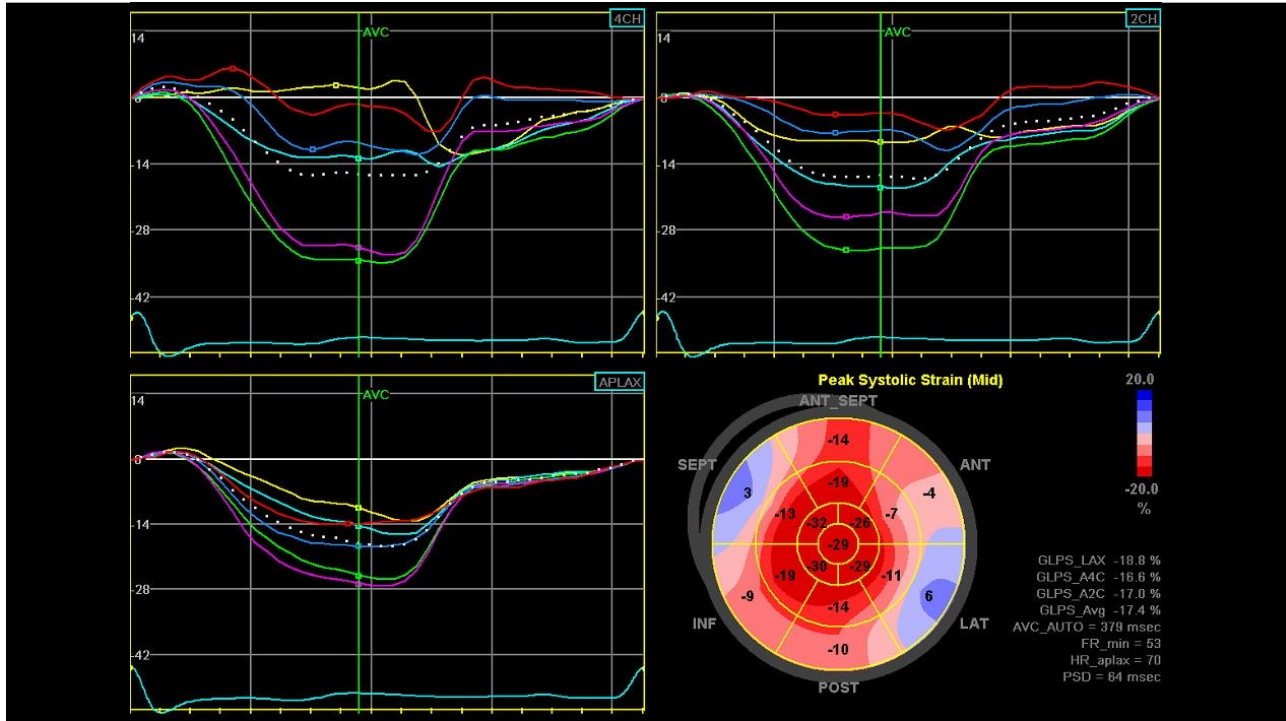 4CH
AVC
14
0
-14
-28
-42
2CH
AVC
14
0
-14
-28
-42
APLAX
AVC
14
0
-14
-28
-42
Peak Systolic Strain (Mid)
20.0
-20.0
%
ANT_SEPT
SEPT
ANT
INF
LAT
POST
-14
3
-4
-19
-13
-7
-32
-26
-29
-30
-29
-19
-11
-9
6
-14
-10
GLPS_LAX -18.8 %
GLPS_A4C -16.6 %
GLPS_A2C -17.0 %
GLPS_Avg -17.4 %
AVC_AUTO = 379 msec
FR_min = 53
HR_aplax = 70
PSD = 64 msec